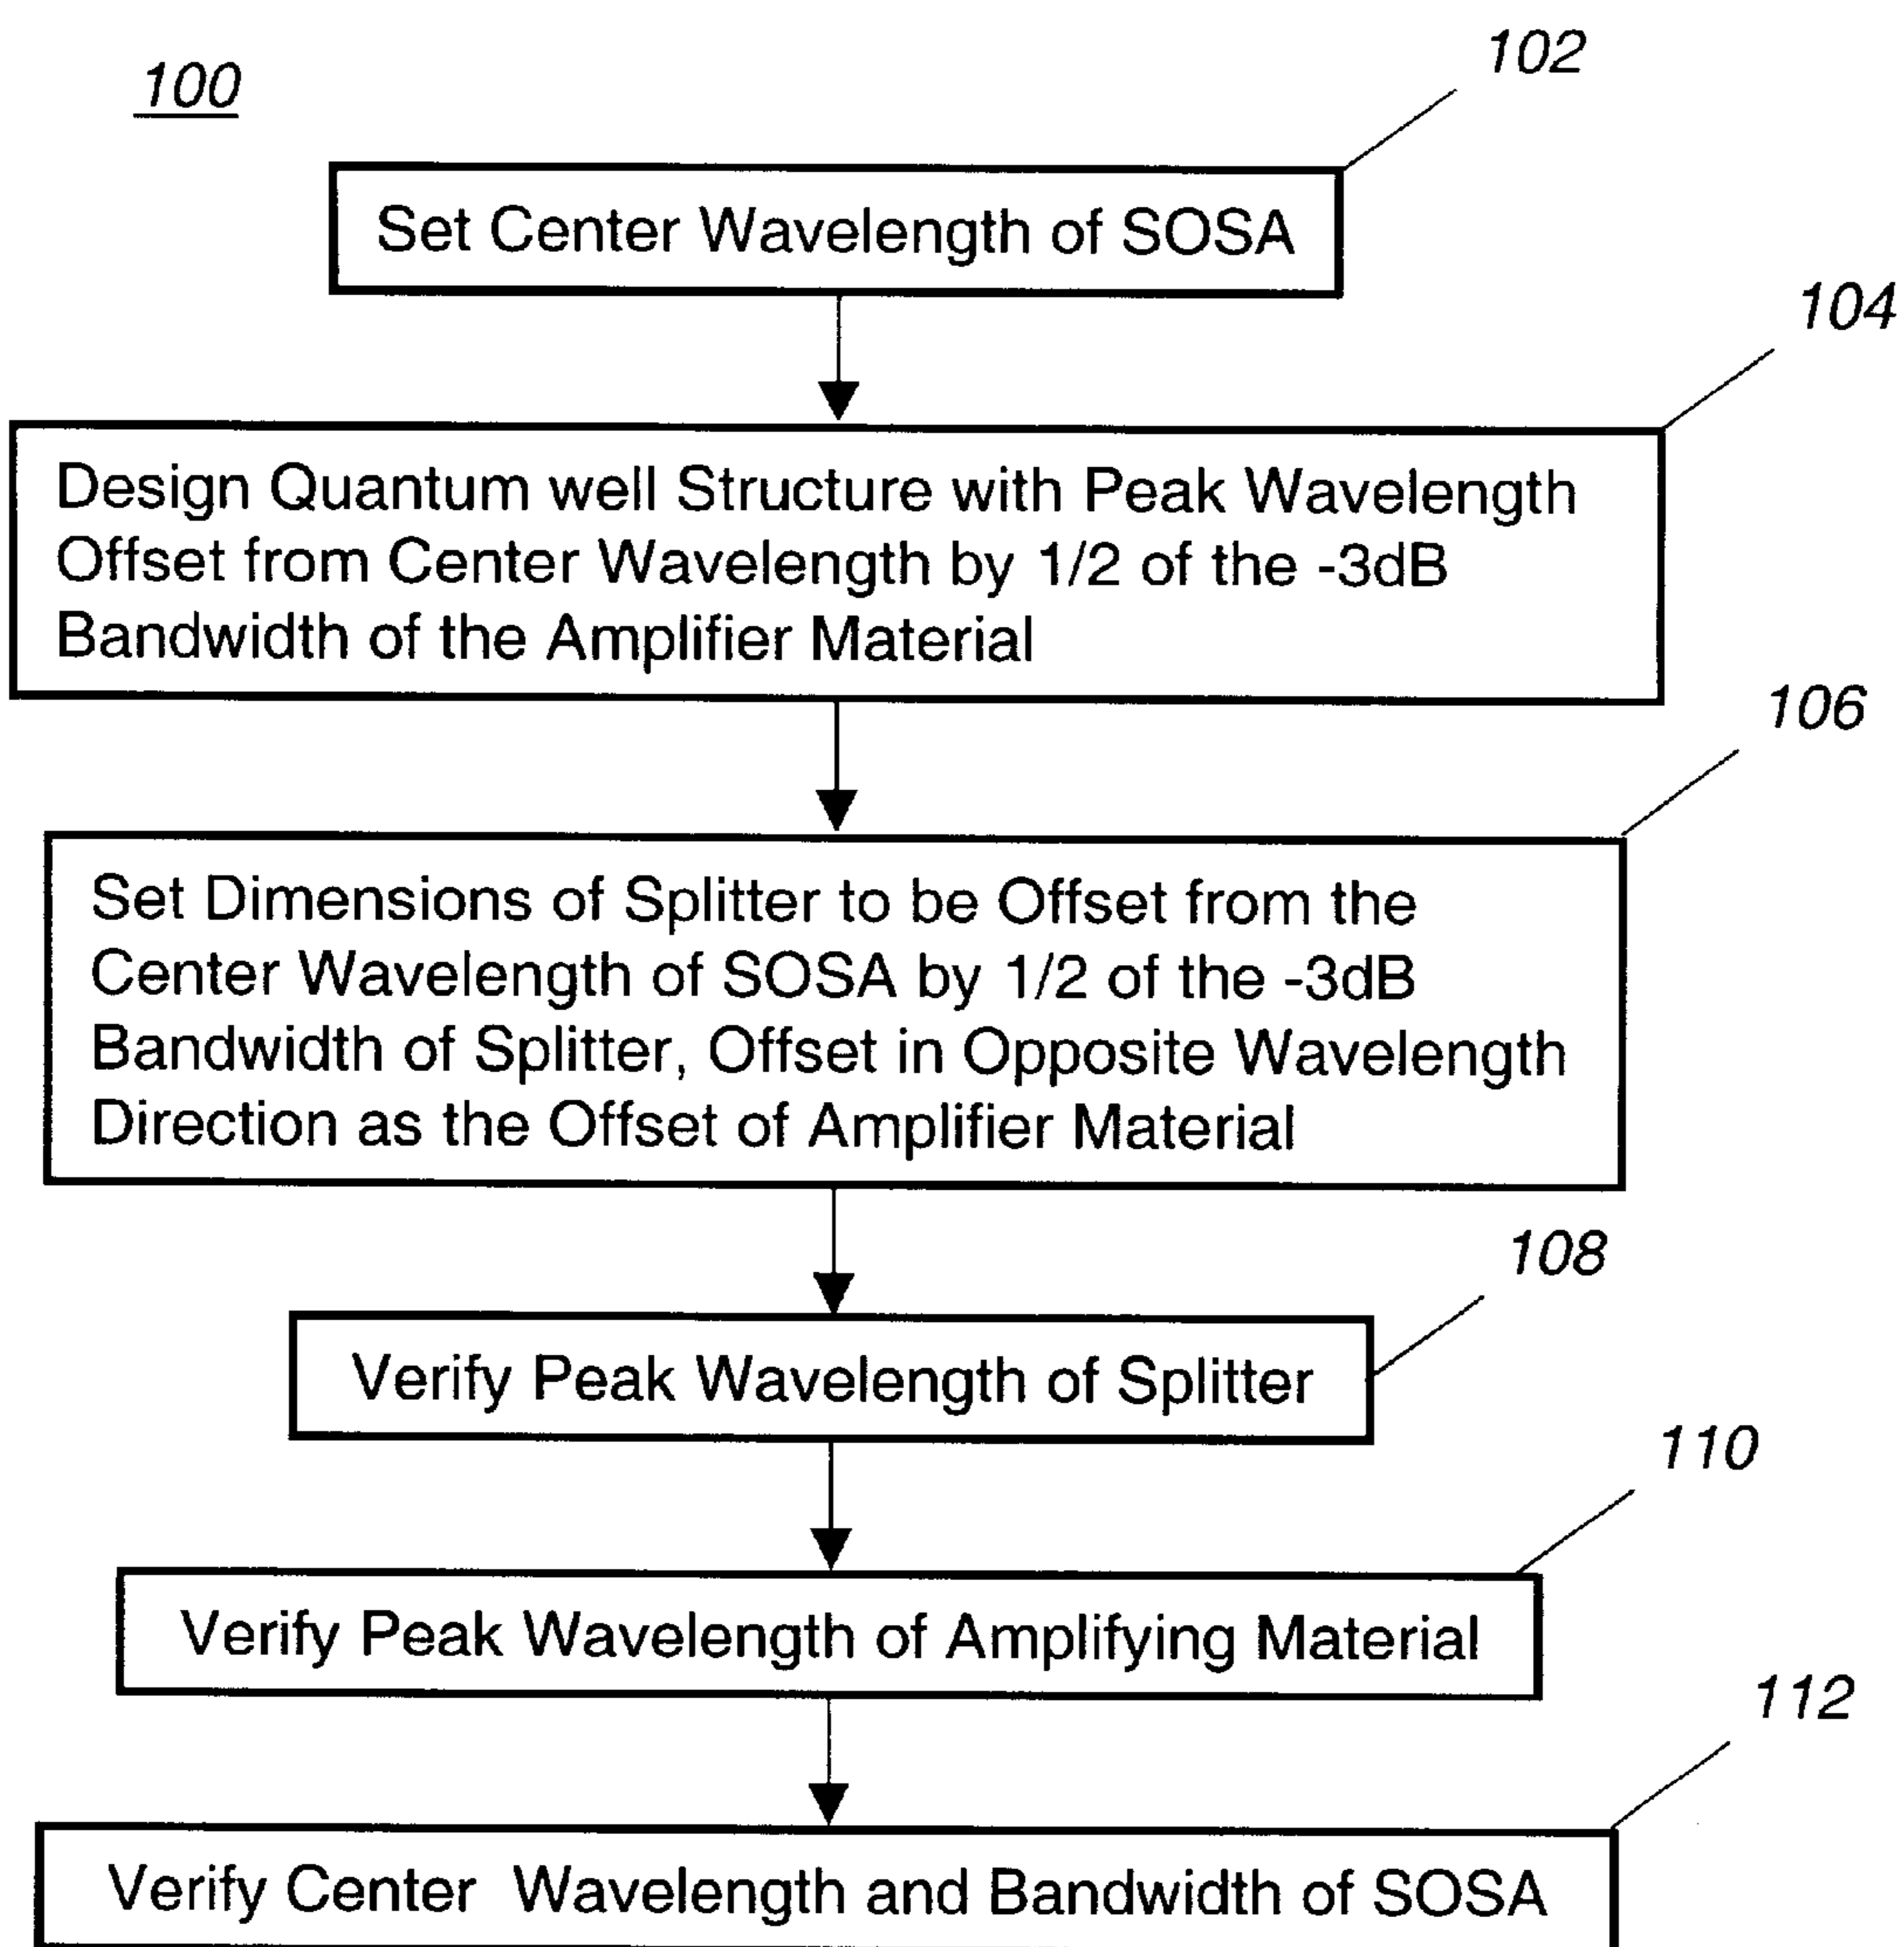 100
102
Set Center Wavelength of SOSA
104
Design Quantum well Structure with Peak Wavelength
Offset from Center Wavelength by 1/2 of the -3dB
Bandwidth of the Amplifier Material
106
Set Dimensions of Splitter to be Offset from the
Center Wavelength of SOSA by 1/2 of the -3dB
Bandwidth of Splitter, Offset in Opposite Wavelength
Direction as the Offset of Amplifier Material
108
Verify Peak Wavelength of Splitter
110
Verify Peak Wavelength of Amplifying Material
112
Verify Center Wavelength and Bandwidth of SOSA